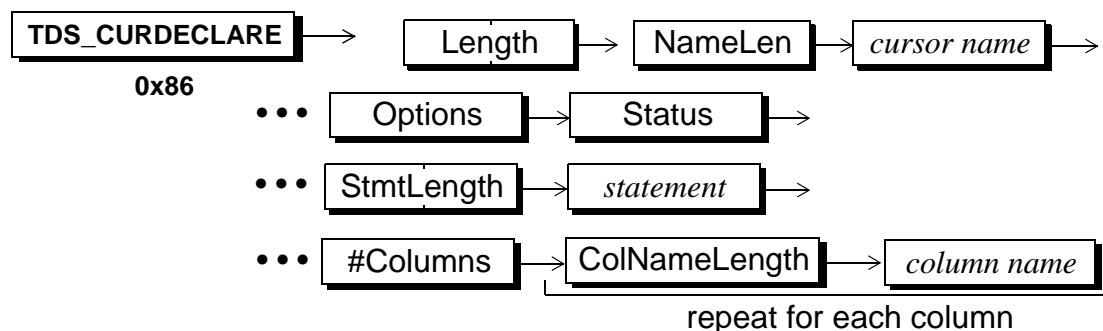 TDS_CURDECLARE Length NameLen cursor name
0x86
••• Options Status
••• StmtLength statement
••• #Columns ColNameLength column name
repeat for each column